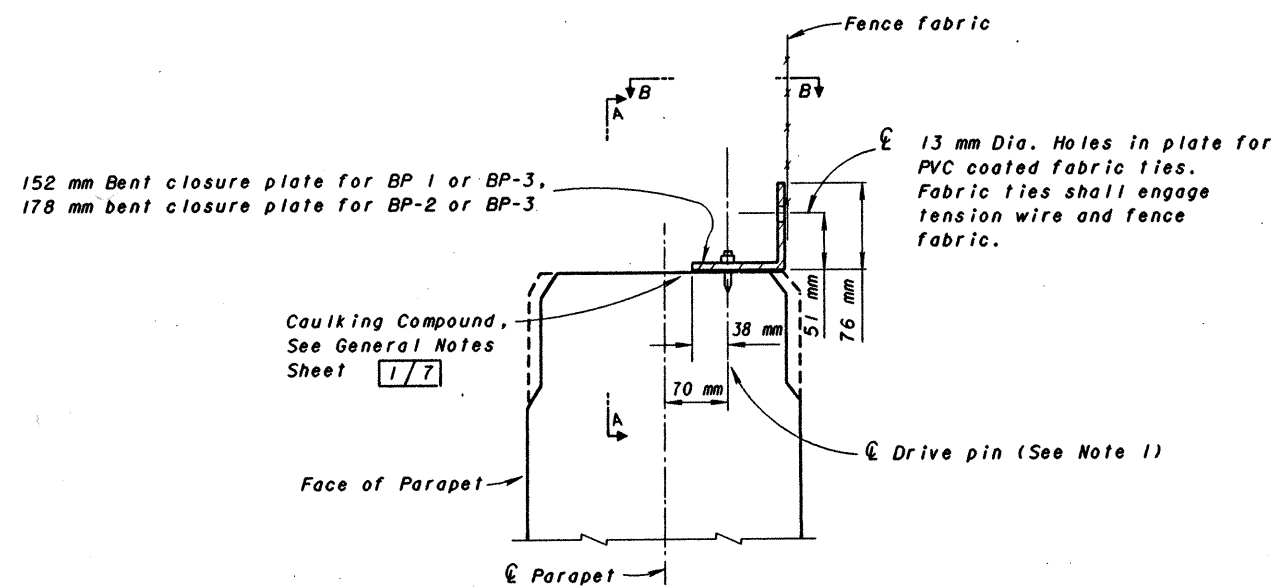 Fence fabric
B
B
A
℄ 13 mm Dia. Holes in plate for
PVC coated fabric ties.
Fabric ties shall engage
tension wire and fence
fabric.
152 mm Bent closure plate for BP 1 or BP-3,
178 mm bent closure plate for BP-2 or BP-3
51 mm
76 mm
Caulking Compound,
See General Notes
Sheet 1/7
38 mm
70 mm
A
℄ Drive pin (See Note 1)
Face of Parapet
℄ Parapet